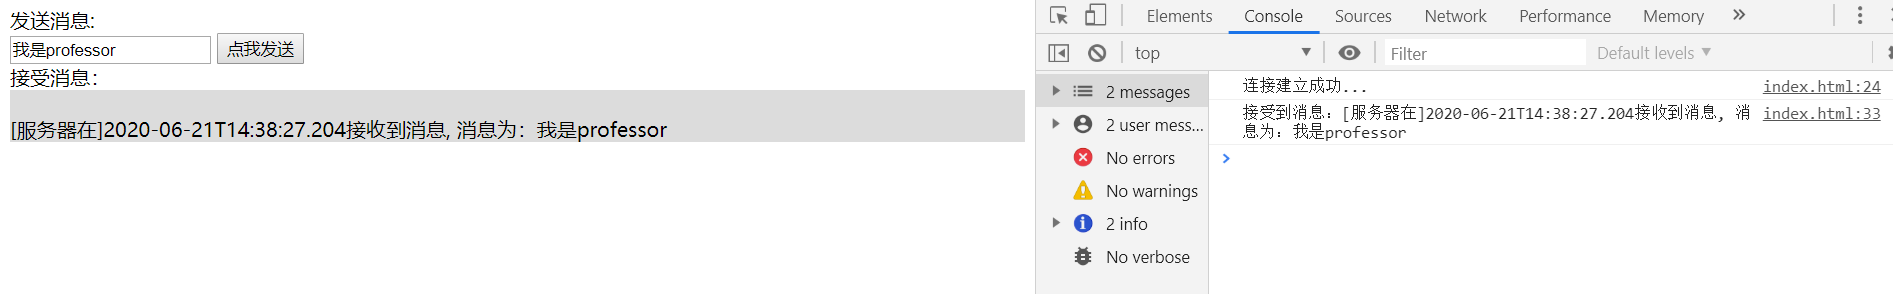 发送消息:
我是professor 点我发送
接受消息：
[服务器在]2020-06-21T14:38:27.204接收到消息, 消息为：我是professor
Elements Console Sources Network Performance Memory »
top Filter Default levels
2 messages
2 user mess...
No errors
No warnings
2 info
No verbose
连接建立成功... index.html:24
接受到消息：[服务器在]2020-06-21T14:38:27.204接收到消息, 消 index.html:33
息为：我是professor